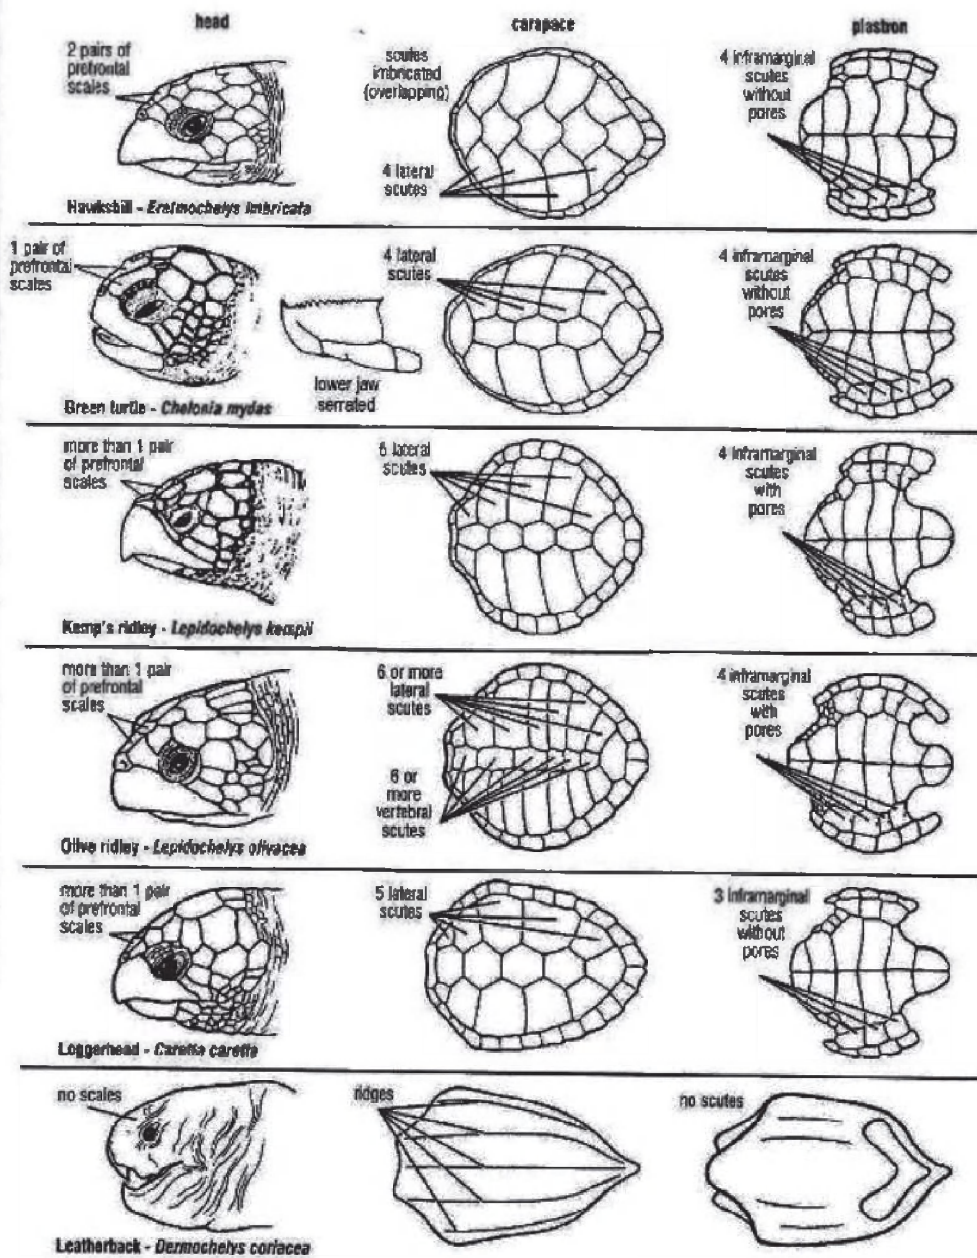 head
carapace
plastron
2 pairs of
prefrontal
scales
scutes
imbricated
(overlapping)
4 lateral
scutes
4 inframarginal
scutes
without
pores
Hawksbill - Eretmochelys imbricata
1 pair of
prefrontal
scales
lower jaw
serrated
4 lateral
scutes
4 inframarginal
scutes
without
pores
Green turtle - Chelonia mydas
more than 1 pair
of prefrontal
scales
5 lateral
scutes
4 inframarginal
scutes
with
pores
Kemp's ridley - Lepidochelys kempii
more than 1 pair
of prefrontal
scales
6 or more
lateral
scutes
6 or
more
vertebral
scutes
4 inframarginal
scutes
with
pores
Olive ridley - Lepidochelys olivacea
more than 1 pair
of prefrontal
scales
5 lateral
scutes
3 inframarginal
scutes
without
pores
Loggerhead - Caretta caretta
no scales
ridges
no scutes
Leatherback - Dermochelys coriacea